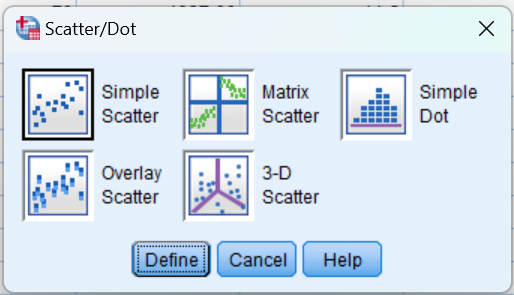 Scatter/Dot
Simple
Scatter
Matrix
Scatter
Simple
Dot
Overlay
Scatter
3-D
Scatter
Define
Cancel
Help